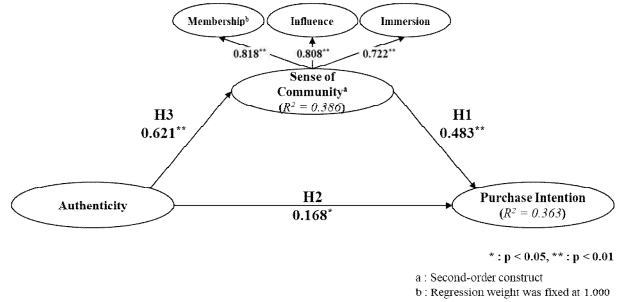 Membershipᵇ Influence Immersion
0.818** 0.808** 0.722**
Sense of
Communityᵃ
(R² = 0.386)
H3 H1
0.621** 0.483**
H2
Authenticity Purchase Intention
0.168* (R² = 0.363)
* : p < 0.05, ** : p < 0.01
a : Second-order construct
b : Regression weight was fixed at 1.000